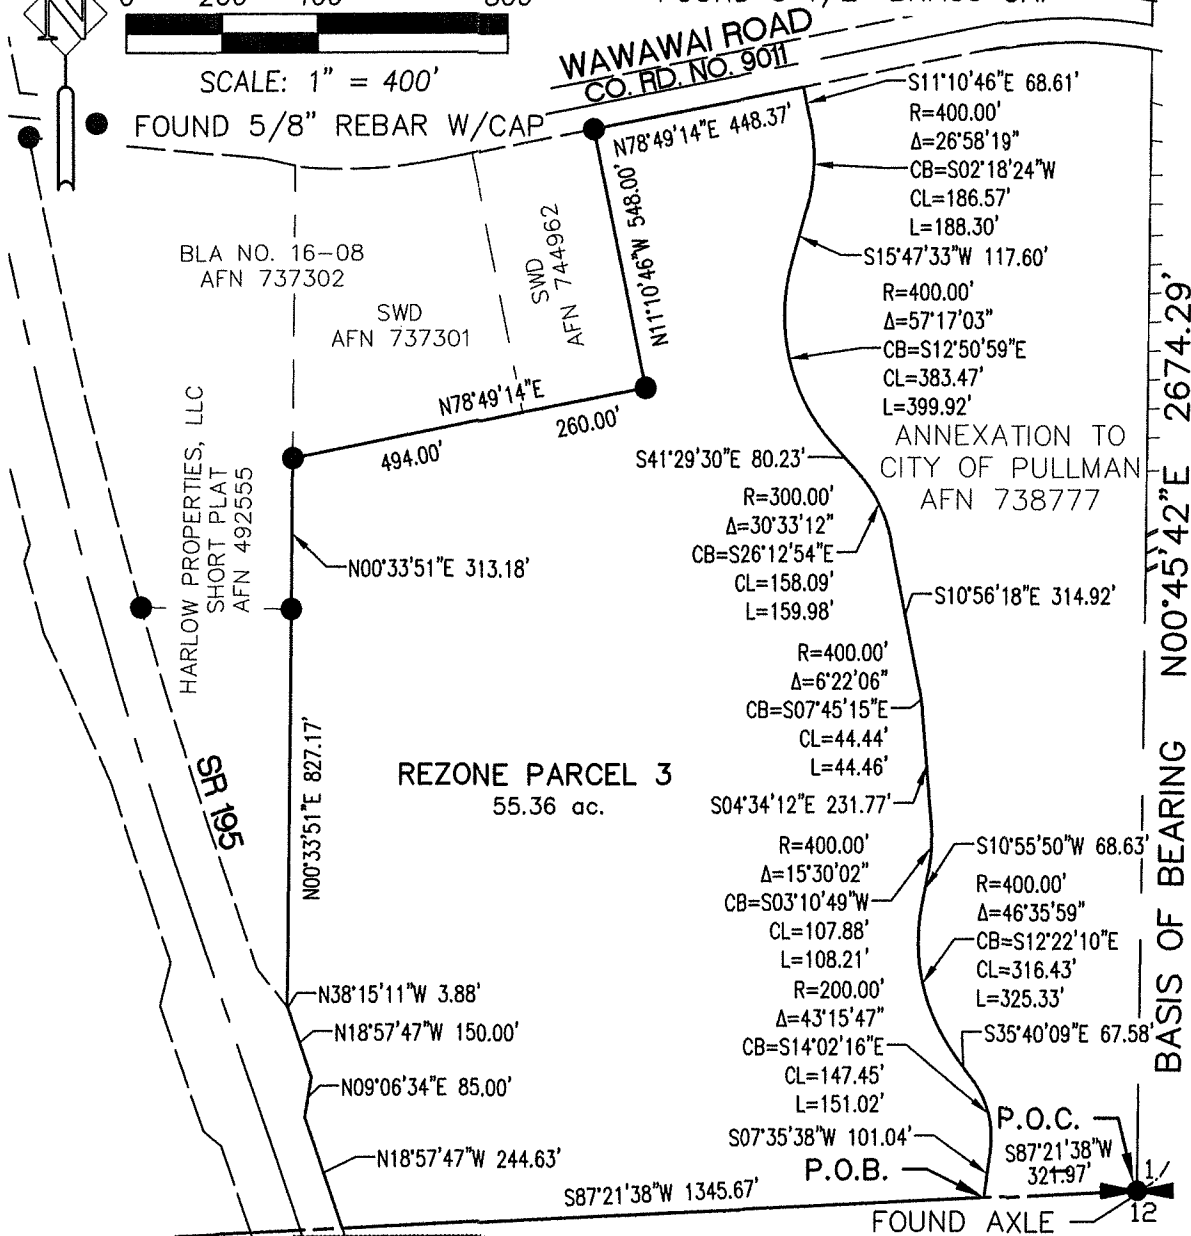 N
SCALE: 1" = 400'
FOUND 5/8" REBAR W/CAP
WAWAWAI ROAD
CO. RD. NO. 9011
N78°49'14"E 448.37'
S11°10'46"E 68.61'
R=400.00'
Δ=26°58'19"
CB=S02°18'24"W
CL=186.57'
L=188.30'
S15°47'33"W 117.60'
R=400.00'
Δ=57°17'03"
CB=S12°50'59"E
CL=383.47'
L=399.92'
ANNEXATION TO
CITY OF PULLMAN
AFN 738777
BLA NO. 16-08
AFN 737302
SWD
AFN 737301
SWD
AFN 744962
N11°10'46"W 548.00'
N78°49'14"E
494.00'
260.00'
HARLOW PROPERTIES, LLC
SHORT PLAT
AFN 492555
N00°33'51"E 313.18'
S41°29'30"E 80.23'
R=300.00'
Δ=30°33'12"
CB=S26°12'54"E
CL=158.09'
L=159.98'
S10°56'18"E 314.92'
R=400.00'
Δ=6°22'06"
CB=S07°45'15"E
CL=44.44'
L=44.46'
S04°34'12"E 231.77'
REZONE PARCEL 3
55.36 ac.
SR 195
N00°33'51"E 827.17'
R=400.00'
Δ=15°30'02"
CB=S03°10'49"W
CL=107.88'
L=108.21'
S10°55'50"W 68.63'
R=400.00'
Δ=46°35'59"
CB=S12°22'10"E
CL=316.43'
L=325.33'
S35°40'09"E 67.58'
R=200.00'
Δ=43°15'47"
CB=S14°02'16"E
CL=147.45'
L=151.02'
S07°35'38"W 101.04'
N38°15'11"W 3.88'
N18°57'47"W 150.00'
N09°06'34"E 85.00'
N18°57'47"W 244.63'
S87°21'38"W 1345.67'
P.O.B.
P.O.C.
S87°21'38"W
321.97'
1/
12
FOUND AXLE
BASIS OF BEARING N00°45'42"E 2674.29'